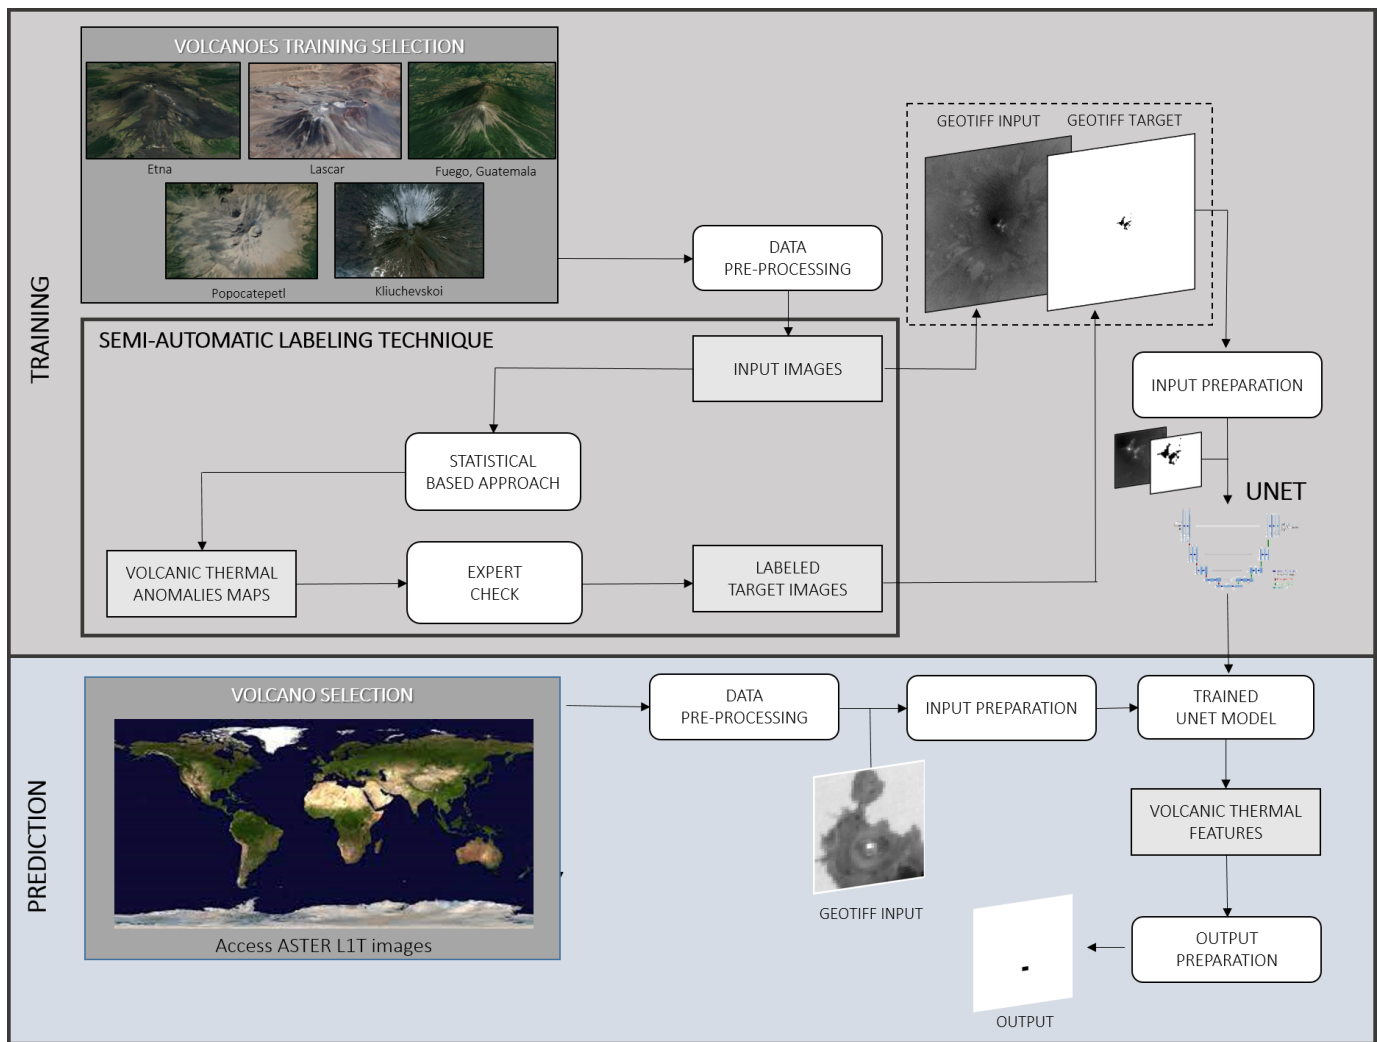 VOLCANOES TRAINING SELECTION
Etna
Lascar
Fuego, Guatemala
Popocatepetl
Kliuchevskoi
TRAINING
DATA
PRE-PROCESSING
GEOTIFF INPUT
GEOTIFF TARGET
SEMI-AUTOMATIC LABELING TECHNIQUE
INPUT IMAGES
INPUT PREPARATION
STATISTICAL
BASED APPROACH
UNET
VOLCANIC THERMAL
ANOMALIES MAPS
EXPERT
CHECK
LABELED
TARGET IMAGES
PREDICTION
VOLCANO SELECTION
Access ASTER L1T images
DATA
PRE-PROCESSING
INPUT PREPARATION
TRAINED
UNET MODEL
GEOTIFF INPUT
VOLCANIC THERMAL
FEATURES
OUTPUT
PREPARATION
OUTPUT